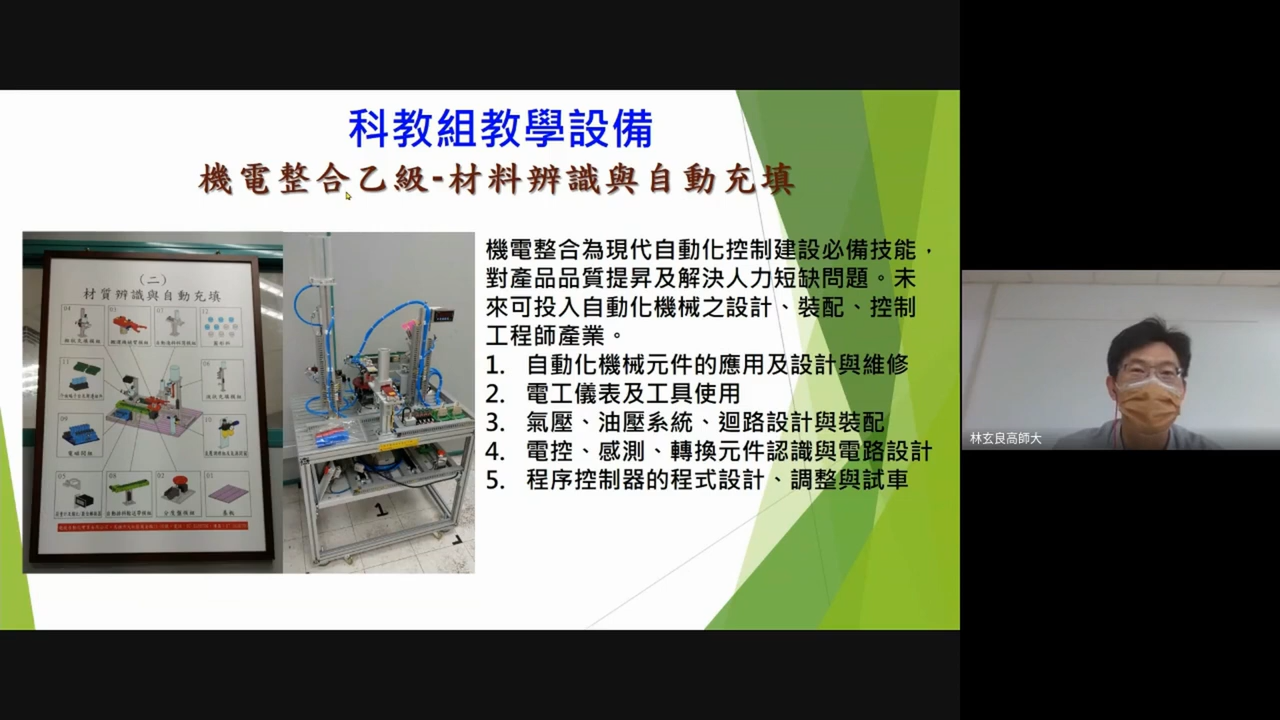 科教組教學設備
機電整合乙級-材料辨識與自動充填
機電整合為現代自動化控制建設必備技能，
對產品品質提昇及解決人力短缺問題。未
來可投入自動化機械之設計、裝配、控制
工程師產業。
1. 自動化機械元件的應用及設計與維修
2. 電工儀表及工具使用
3. 氣壓、油壓系統、迴路設計與裝配
4. 電控、感測、轉換元件認識與電路設計
5. 程序控制器的程式設計、調整與試車
(二)
材質辨識與自動充填
基板
1
林玄良高師大